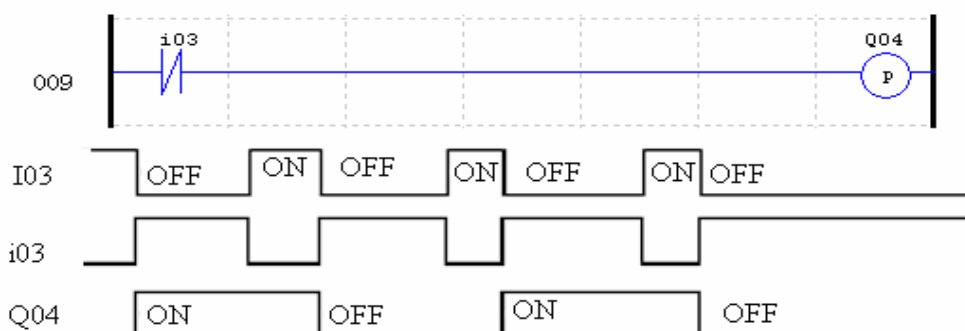 i03 Q04
009 P
I03 OFF ON OFF ON OFF ON OFF
i03
Q04 ON OFF ON OFF